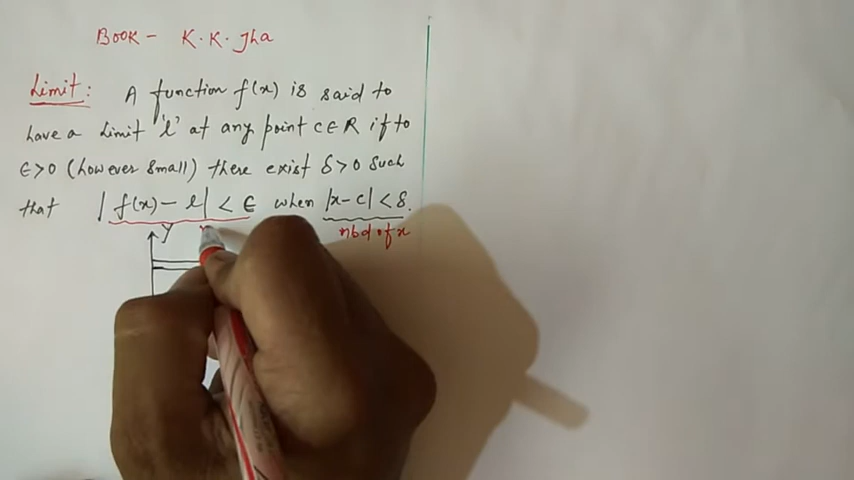 Book - K.K. Jha
Limit: A function f(x) is said to
have a limit 'l' at any point c∈R if to
∈>0 (however small) there exist δ>0 such
that |f(x)-l|<∈ when |x-c|<δ.
nbd of x
y